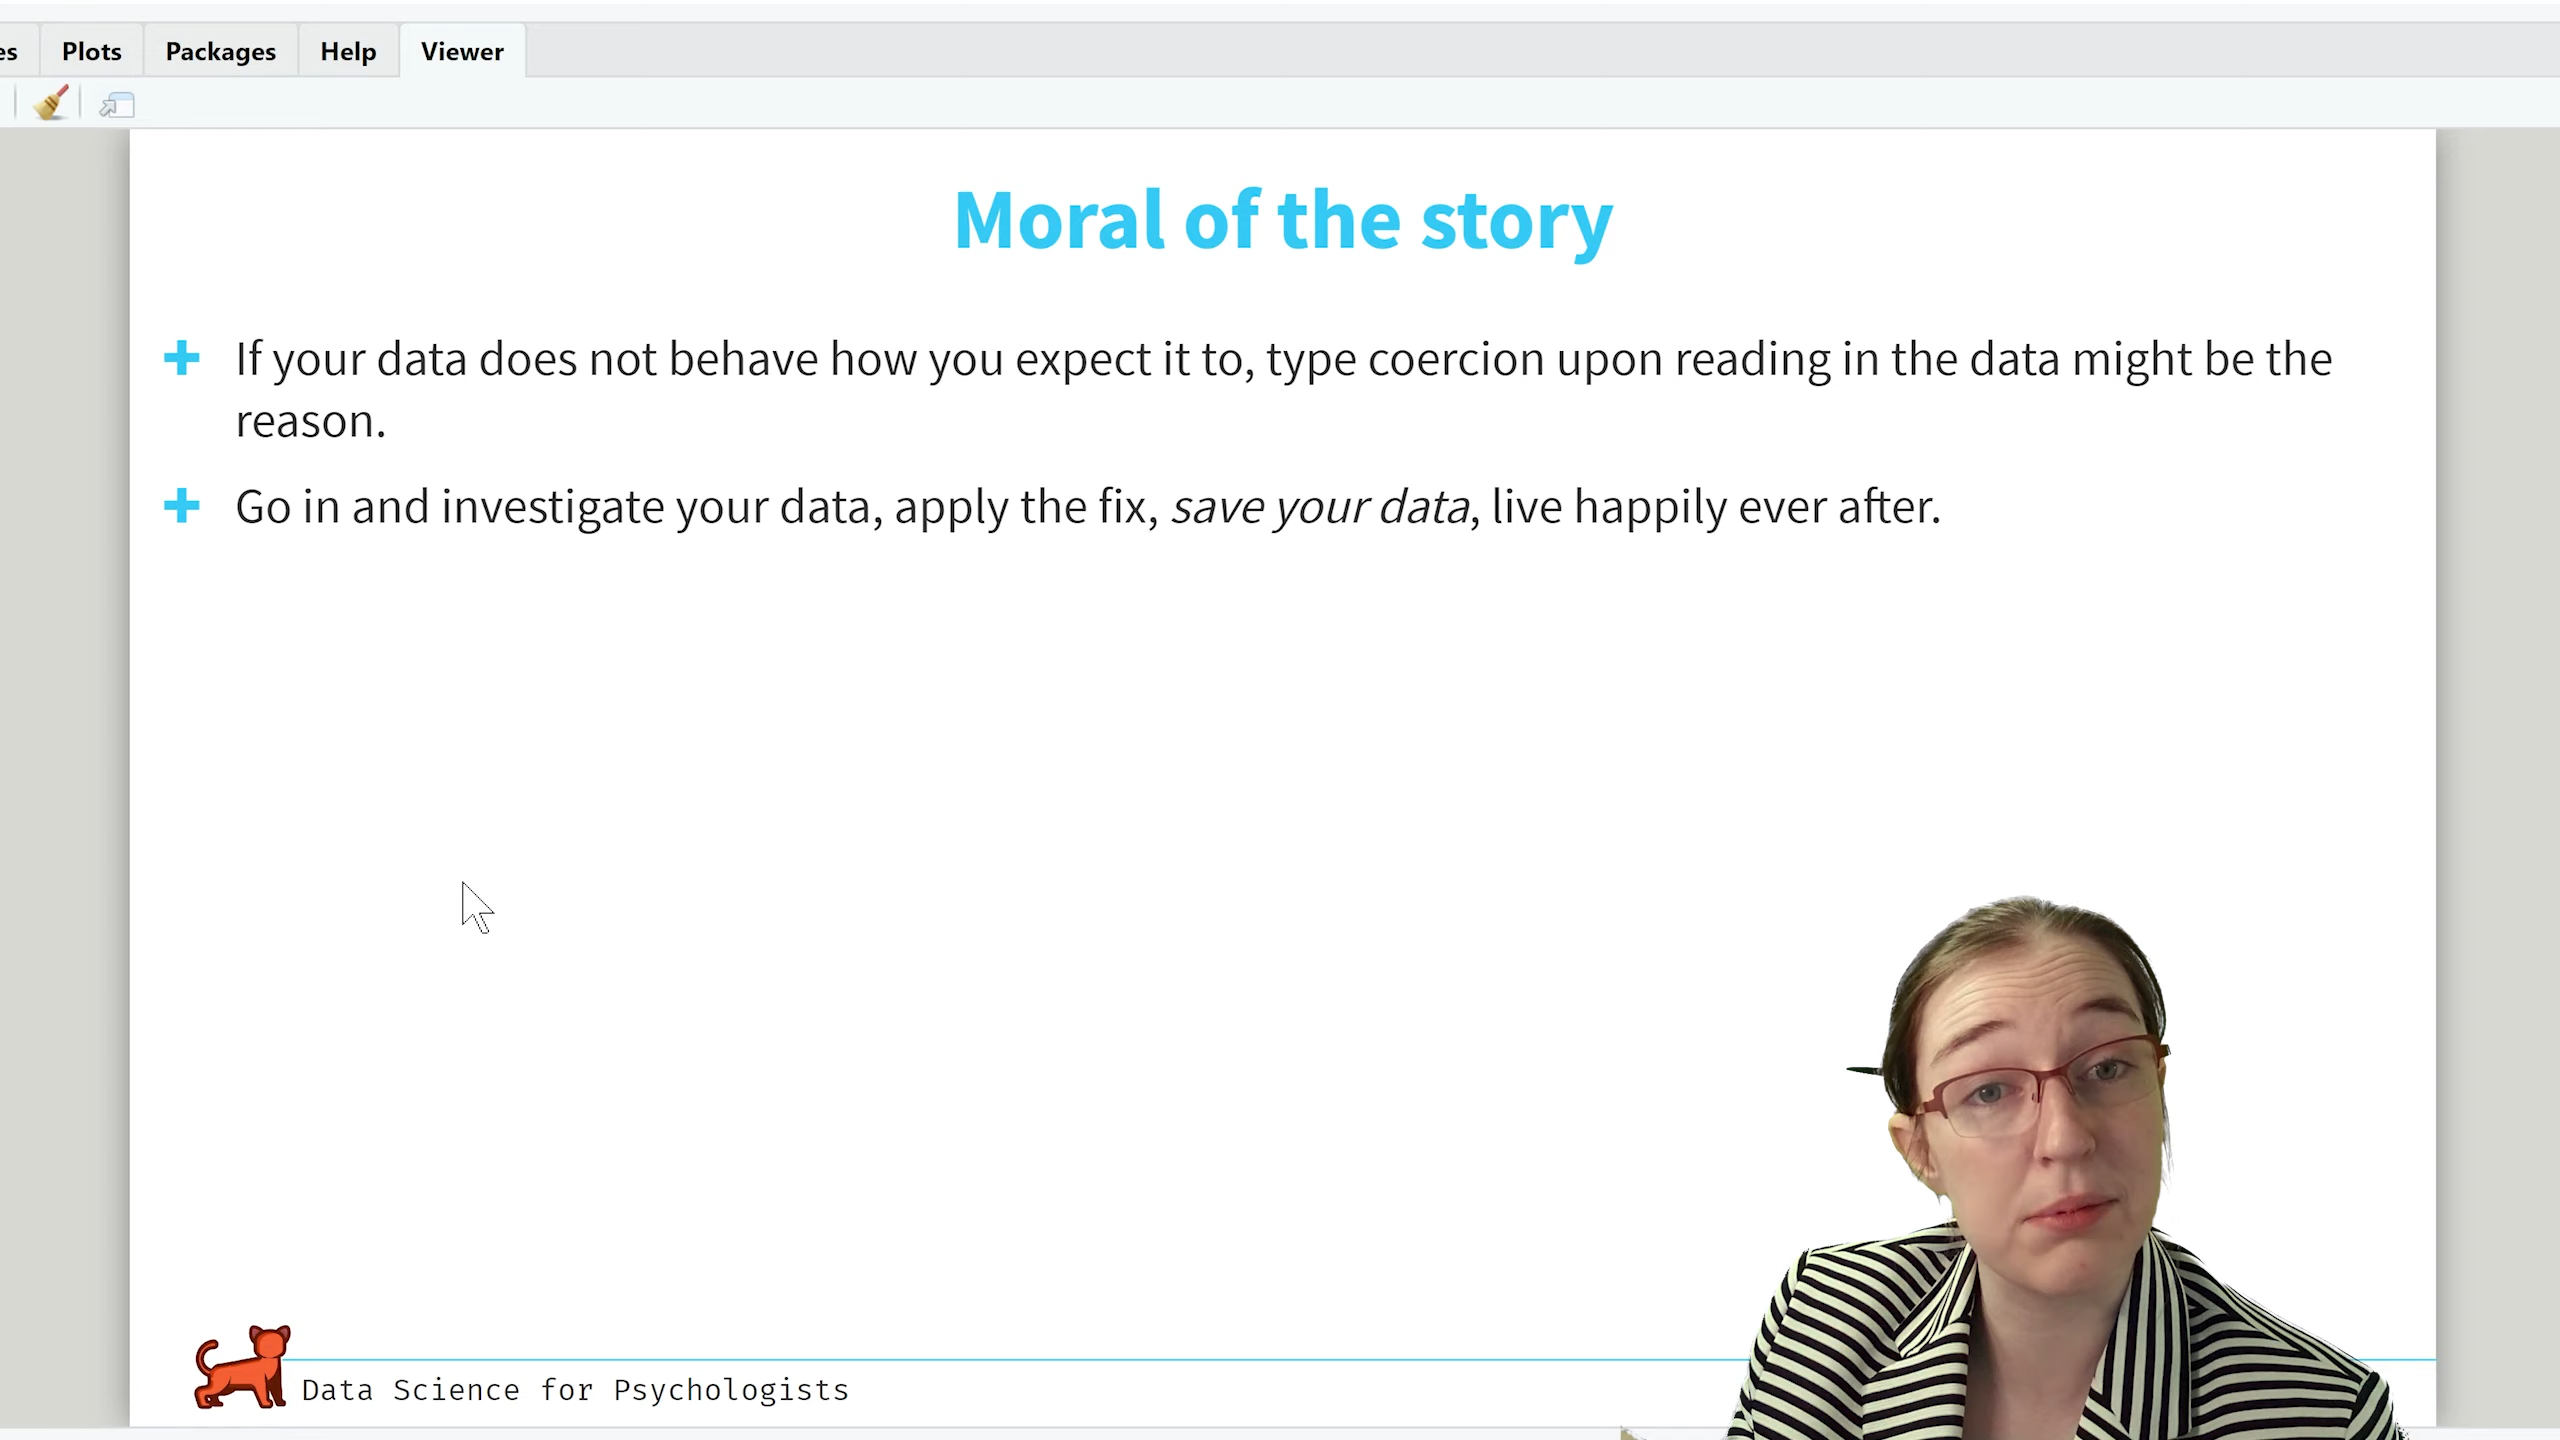 es Plots Packages Help Viewer
Moral of the story
If your data does not behave how you expect it to, type coercion upon reading in the data might be the
reason.
Go in and investigate your data, apply the fix, save your data, live happily ever after.
Data Science for Psychologists